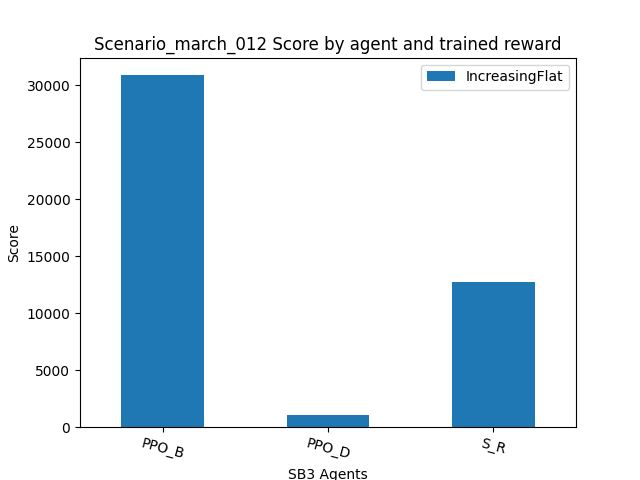 Scenario_march_012 Score by agent and trained reward
IncreasingFlat
Score
30000
25000
20000
15000
10000
5000
0
PPO_B
PPO_D
S_R
SB3 Agents